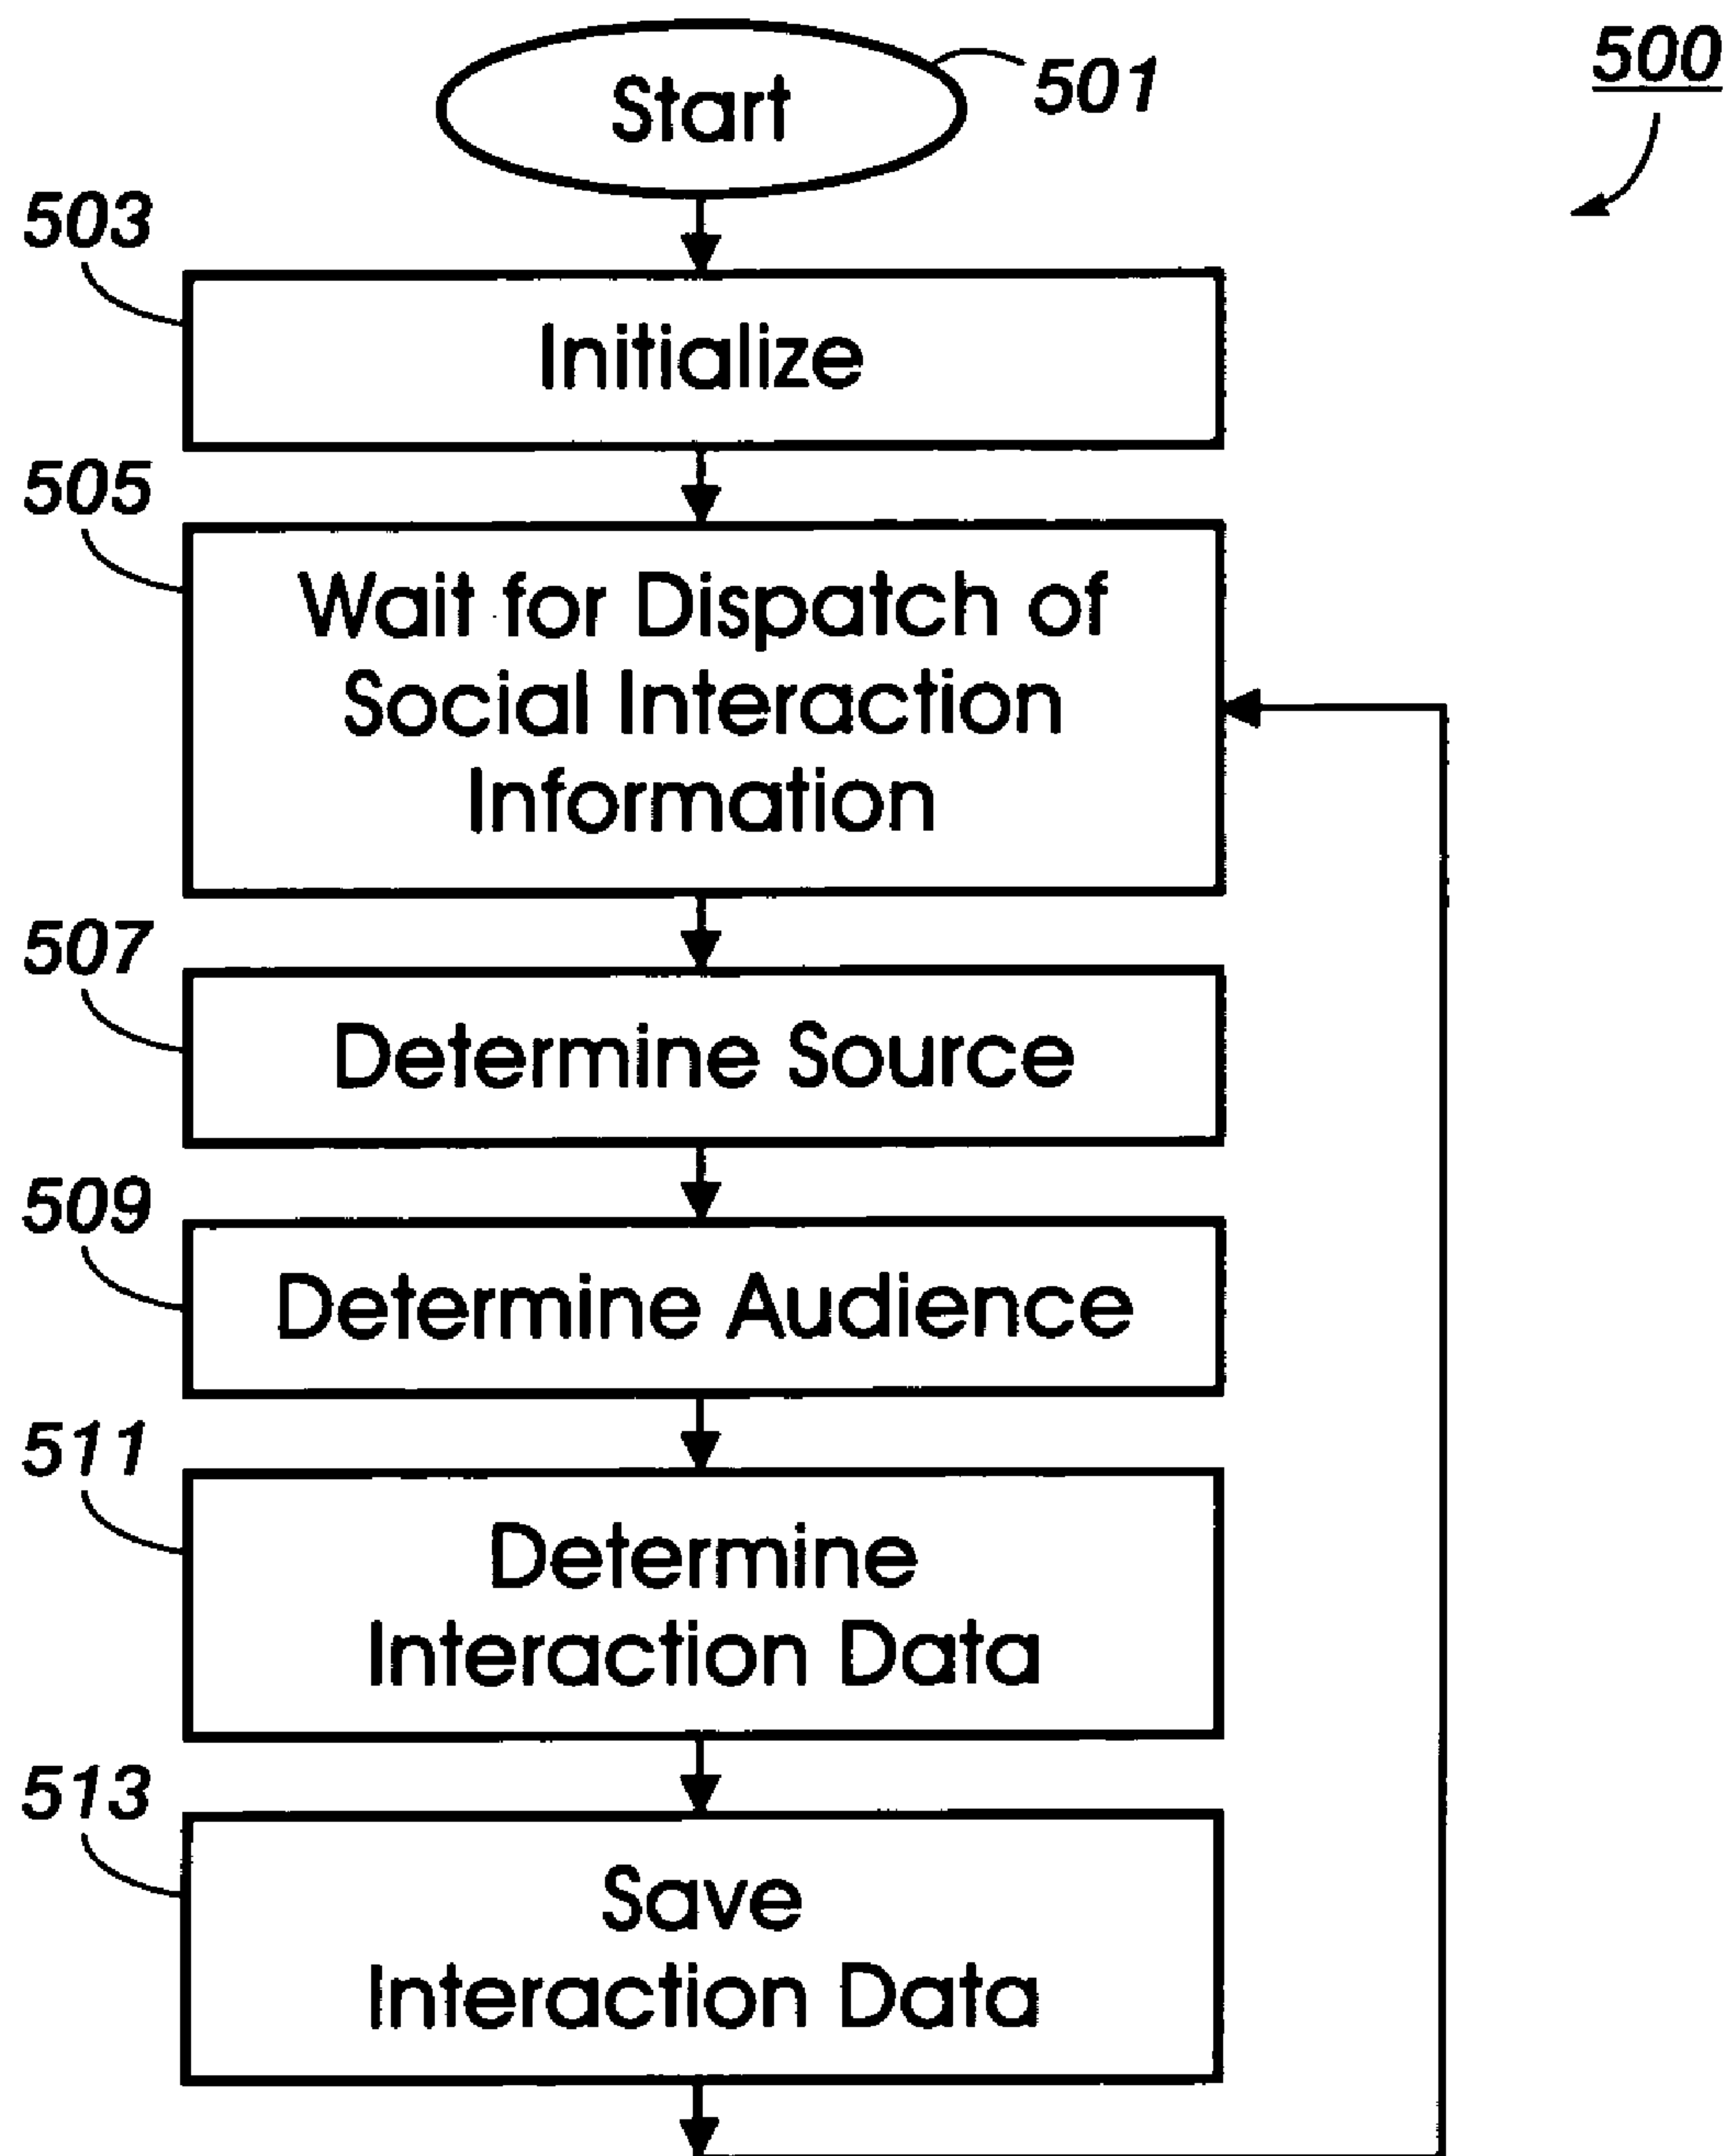 500
Start
501
503
Initialize
505
Wait for Dispatch of
Social Interaction
Information
507
Determine Source
509
Determine Audience
511
Determine
Interaction Data
513
Save
Interaction Data